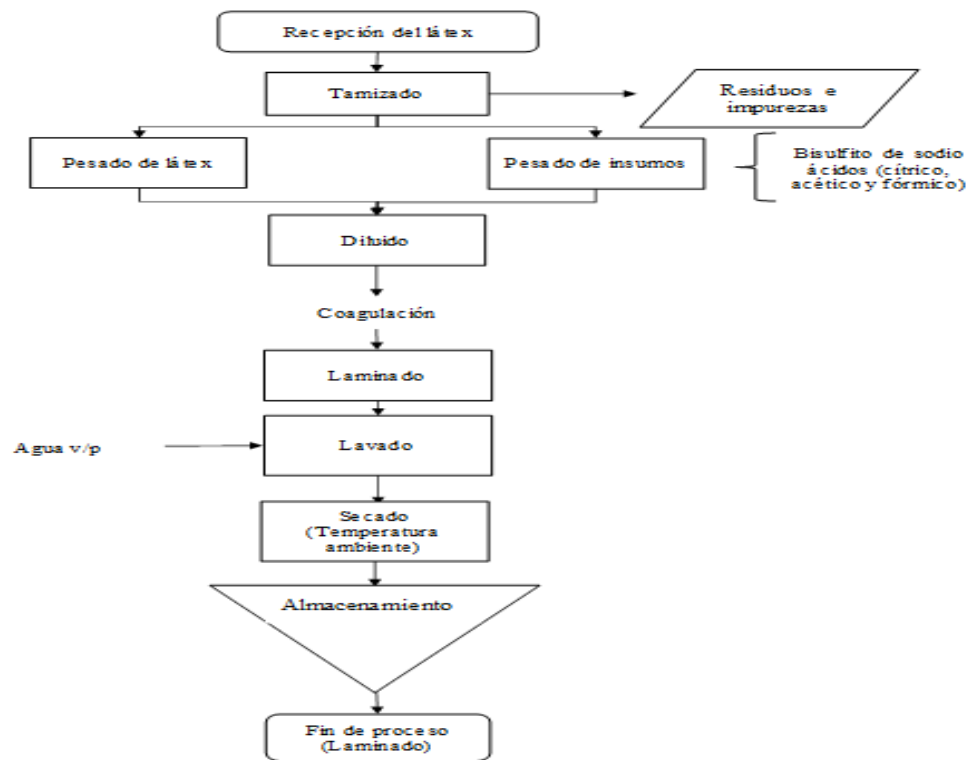 Recepción del látex
Tamizado
Residuos e
impurezas
Pesado de látex
Pesado de insumos
Bisulfito de sodio
ácidos (cítrico,
acético y fórmico)
Diluido
Coagulación
Laminado
Agua v/p
Lavado
Secado
(Temperatura
ambiente)
Almacenamiento
Fin de proceso
(Laminado)